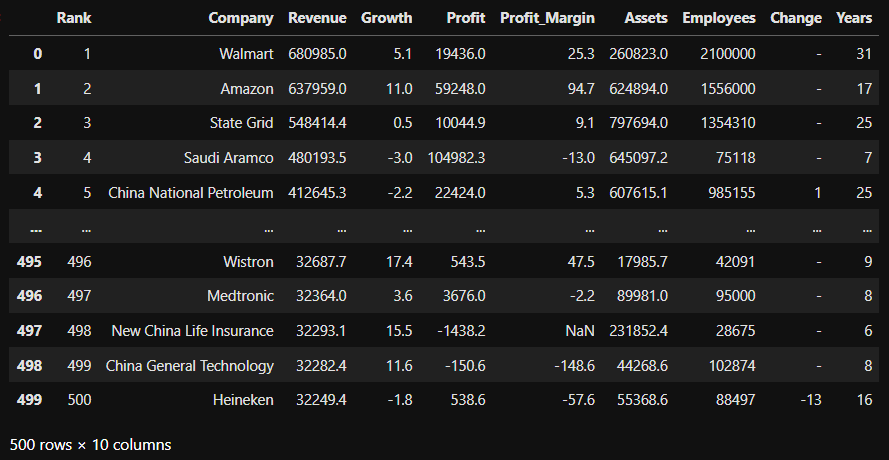 Rank Company Revenue Growth Profit Profit_Margin Assets Employees Change Years
0 1 Walmart 680985.0 5.1 19436.0 25.3 260823.0 2100000 - 31
1 2 Amazon 637959.0 11.0 59248.0 94.7 624894.0 1556000 - 17
2 3 State Grid 548414.4 0.5 10044.9 9.1 797694.0 1354310 - 25
3 4 Saudi Aramco 480193.5 -3.0 104982.3 -13.0 645097.2 75118 - 7
4 5 China National Petroleum 412645.3 -2.2 22424.0 5.3 607615.1 985155 1 25
... ... ... ... ... ... ... ... ... ... ...
495 496 Wistron 32687.7 17.4 543.5 47.5 17985.7 42091 - 9
496 497 Medtronic 32364.0 3.6 3676.0 -2.2 89981.0 95000 - 8
497 498 New China Life Insurance 32293.1 15.5 -1438.2 NaN 231852.4 28675 - 6
498 499 China General Technology 32282.4 11.6 -150.6 -148.6 44268.6 102874 - 8
499 500 Heineken 32249.4 -1.8 538.6 -57.6 55368.6 88497 -13 16
500 rows × 10 columns